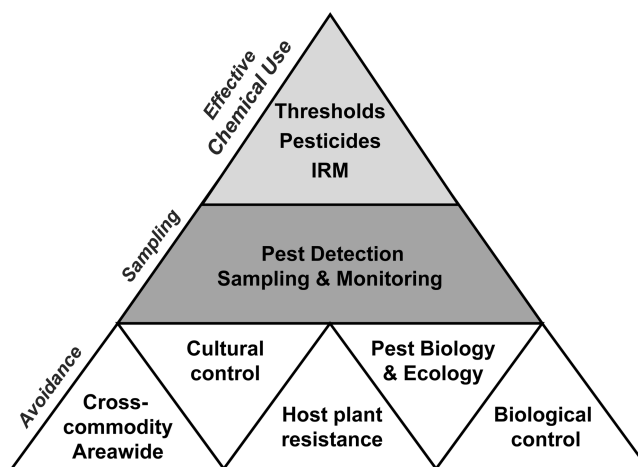 Effective
Chemical Use
Thresholds
Pesticides
IRM
Sampling
Pest Detection
Sampling & Monitoring
Avoidance
Cultural
control
Pest Biology
& Ecology
Cross-
commodity
Areawide
Host plant
resistance
Biological
control